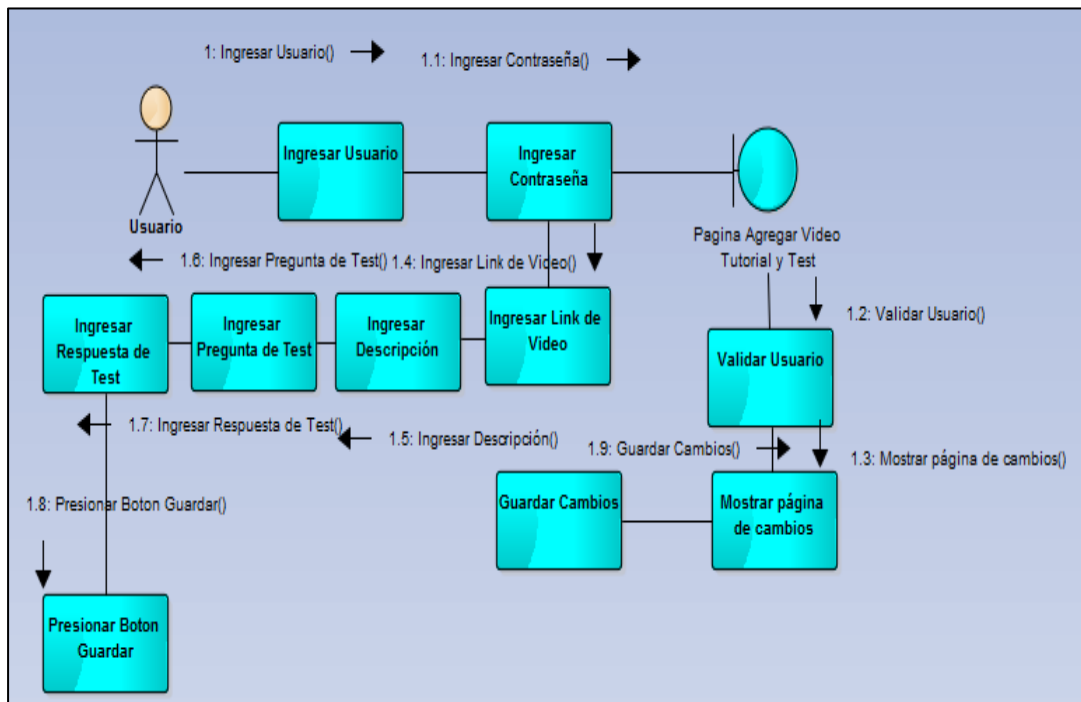 1: Ingresar Usuario()
1.1: Ingresar Contraseña()
Ingresar Usuario
Ingresar
Contraseña
Usuario
Pagina Agregar Video
Tutorial y Test
1.6: Ingresar Pregunta de Test()
1.4: Ingresar Link de Video()
1.2: Validar Usuario()
Ingresar
Respuesta de
Test
Ingresar
Pregunta de Test
Ingresar
Descripción
Ingresar Link de
Video
Validar Usuario
1.7: Ingresar Respuesta de Test()
1.5: Ingresar Descripción()
1.9: Guardar Cambios()
1.3: Mostrar página de cambios()
1.8: Presionar Boton Guardar()
Guardar Cambios
Mostrar página
de cambios
Presionar Boton
Guardar